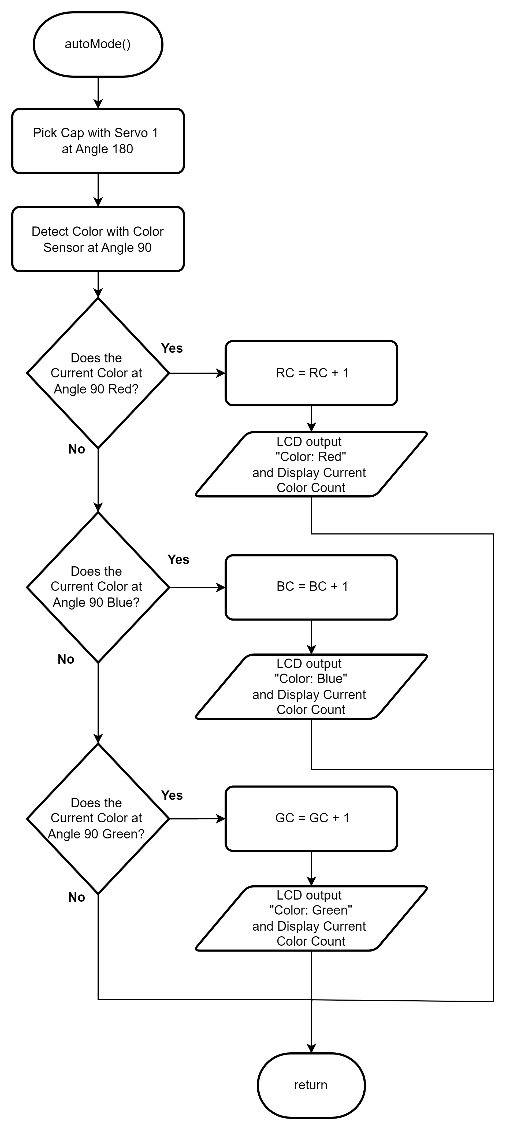 autoMode()
Pick Cap with Servo 1
at Angle 180
Detect Color with Color
Sensor at Angle 90
Does the
Current Color at
Angle 90 Red?
Yes
RC = RC + 1
LCD output
"Color: Red"
and Display Current
Color Count
No
Does the
Current Color at
Angle 90 Blue?
Yes
BC = BC + 1
LCD output
"Color: Blue"
and Display Current
Color Count
No
Does the
Current Color at
Angle 90 Green?
Yes
GC = GC + 1
LCD output
"Color: Green"
and Display Current
Color Count
No
return